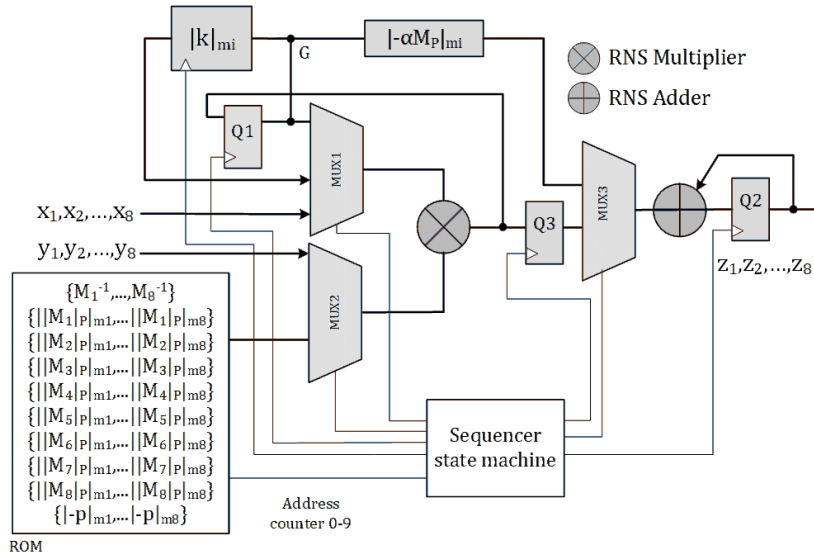 |k|mi
G
|-αMP|mi
RNS Multiplier
RNS Adder
Q1
MUX1
x1,x2,...,x8
y1,y2,...,y8
MUX2
Q3
MUX3
Q2
z1,z2,...,z8
{M1-1,...,M8-1}
{||M1|P|m1,...||M1|P|m8}
{||M2|P|m1,...||M2|P|m8}
{||M3|P|m1,...||M3|P|m8}
{||M4|P|m1,...||M4|P|m8}
{||M5|P|m1,...||M5|P|m8}
{||M6|P|m1,...||M6|P|m8}
{||M7|P|m1,...||M7|P|m8}
{||M8|P|m1,...||M8|P|m8}
{|-p|m1,...|-p|m8}
ROM
Sequencer
state machine
Address
counter 0-9